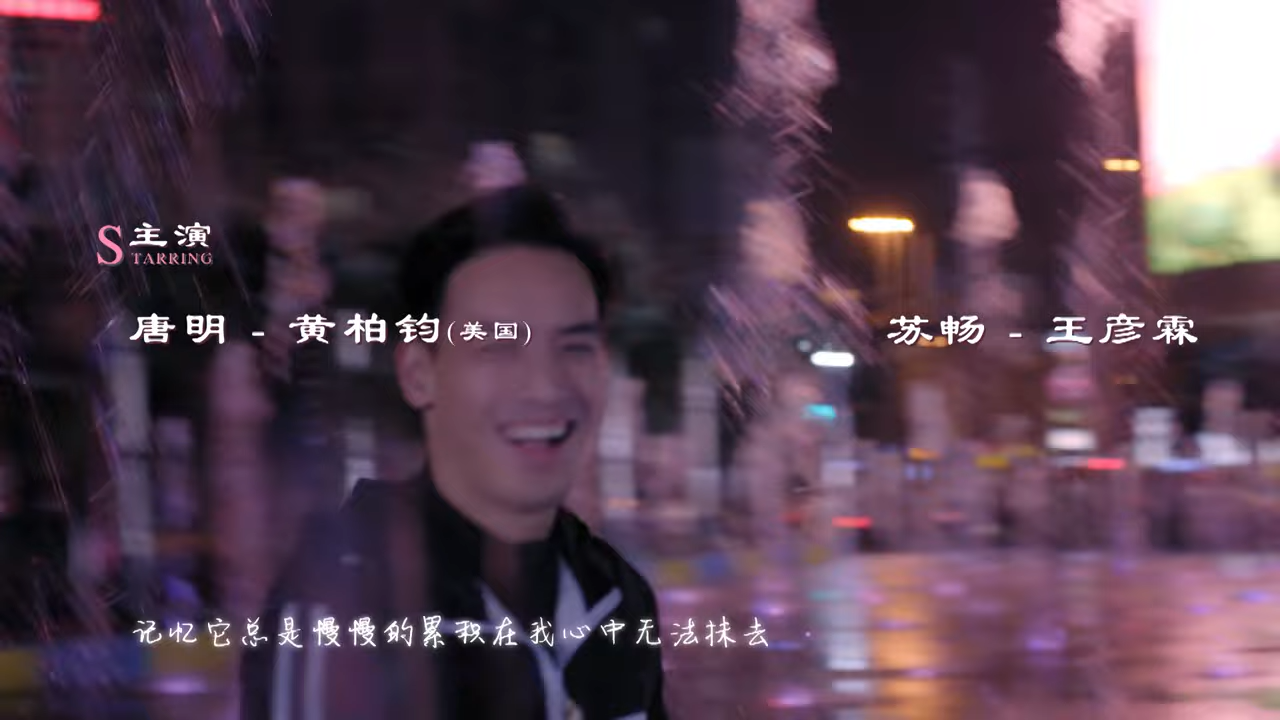 主演
STARRING
唐明 - 黄柏钧(美国)
苏畅 - 王彦霖
记忆它总是慢慢的累积在我心中无法抹去